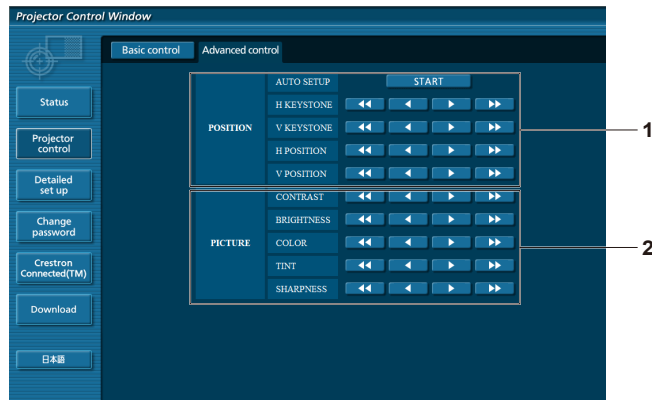 Projector Control Window
Basic control
Advanced control
Status
Projector
control
Detailed
set up
Change
password
Crestron
Connected(TM)
Download
日本語
POSITION
AUTO SETUP
START
H KEYSTONE
V KEYSTONE
H POSITION
V POSITION
1
PICTURE
CONTRAST
BRIGHTNESS
COLOR
TINT
SHARPNESS
2